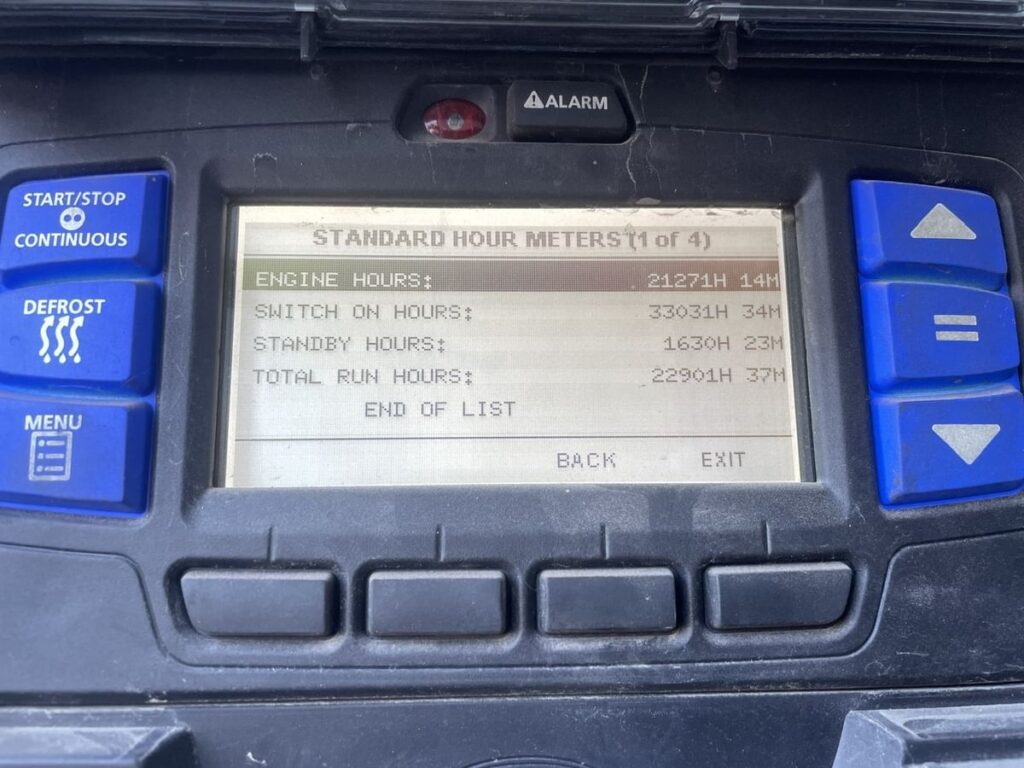 ALARM
START/STOP
CONTINUOUS
DEFROST
MENU
STANDARD HOUR METERS (1 of 4)
ENGINE HOURS: 21271H 14M
SWITCH ON HOURS: 33031H 34M
STANDBY HOURS: 1630H 23M
TOTAL RUN HOURS: 22901H 37M
END OF LIST
BACK EXIT